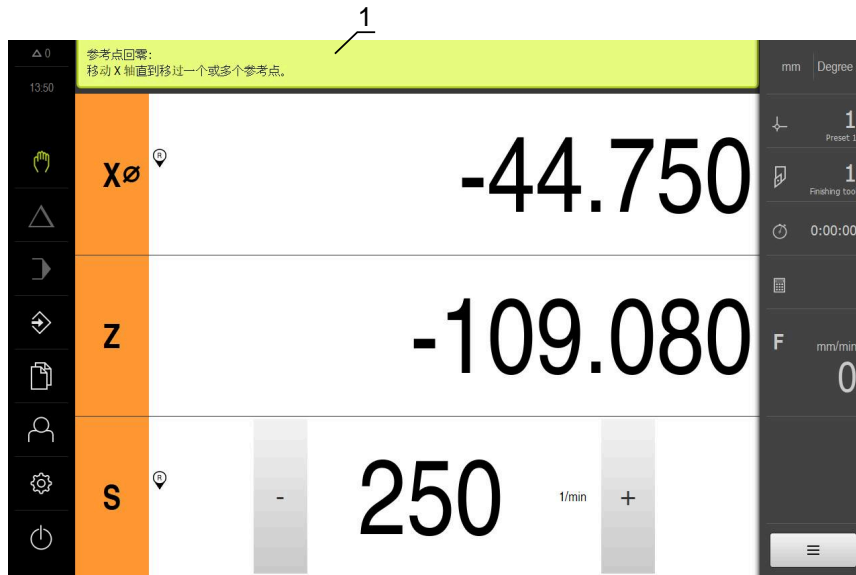 1
0
13:50
参考点回零:
移动 X 轴直到移过一个或多个参考点。
mm Degree
X⌀ R -44.750
1
Preset 1
1
Finishing too
0:00:00
Z -109.080
F mm/min
0
S R - 250 1/min +